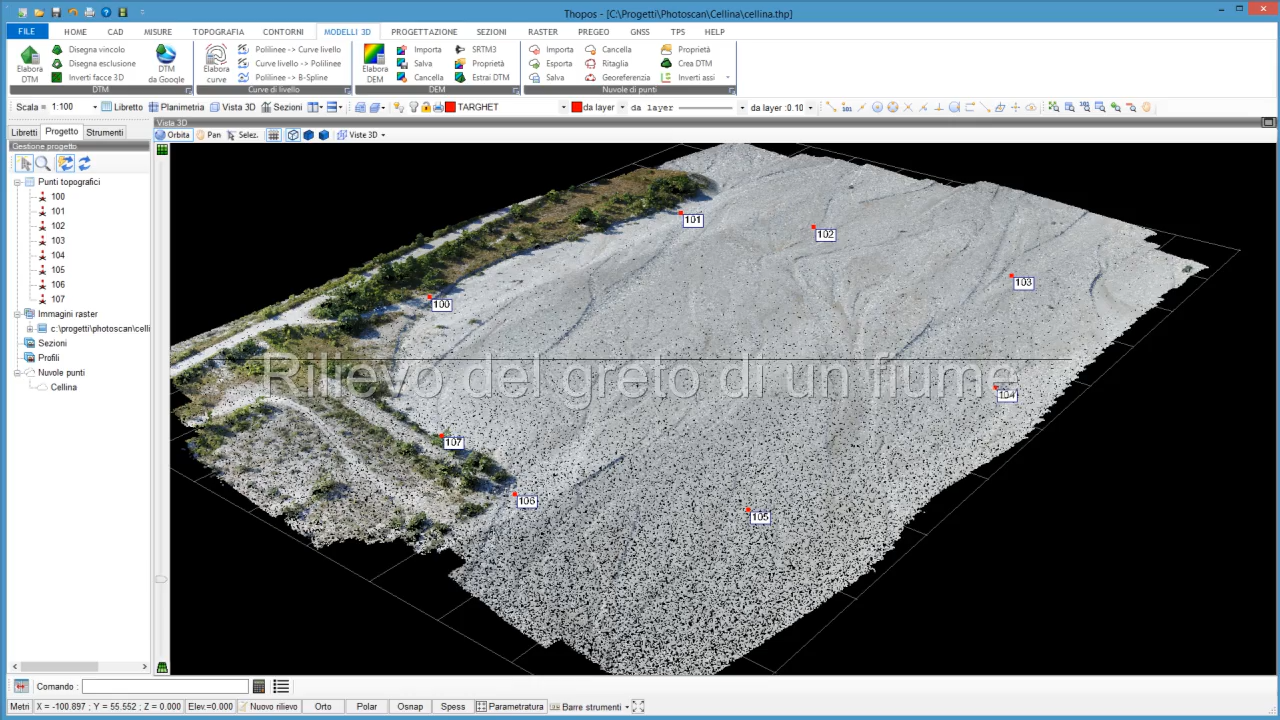 Thopos - [C:\Progetti\Photoscan\Cellina\cellina.thp]
FILE HOME CAD MISURE TOPOGRAFIA CONTORNI MODELLI 3D PROGETTAZIONE SEZIONI RASTER PREGEO GNSS TPS HELP
Elabora DTM
Disegna vincolo
Disegna esclusione
Inverti facce 3D
DTM da Google
DTM
Elabora curve
Polilinee -> Curve livello
Curve livello -> Polilinee
Polilinee -> B-Spline
Curve di livello
Elabora DEM
Importa
Salva
Cancella
SRTM3
Proprietà
Estrai DTM
DEM
Importa
Esporta
Salva
Cancella
Ritaglia
Georeferenzia
Proprietà
Crea DTM
Inverti assi
Nuvole di punti
Scala = 1:100 Libretto Planimetria Vista 3D Sezioni TARGHET da layer da layer da layer :0.10
Libretti Progetto Strumenti
Vista 3D
Orbita Pan Selez. Viste 3D
Gestione progetto
Punti topografici
100
101
102
103
104
105
106
107
Immagini raster
c:\progetti\photoscan\celli
Sezioni
Profili
Nuvole punti
Cellina
101
102
103
100
Rilievo del greto di un fiume
104
107
106
105
Comando :
Metri X = -100.897 ; Y = 55.552 ; Z = 0.000 Elev.=0.000 Nuovo rilievo Orto Polar Osnap Spess Parametratura Barre strumenti